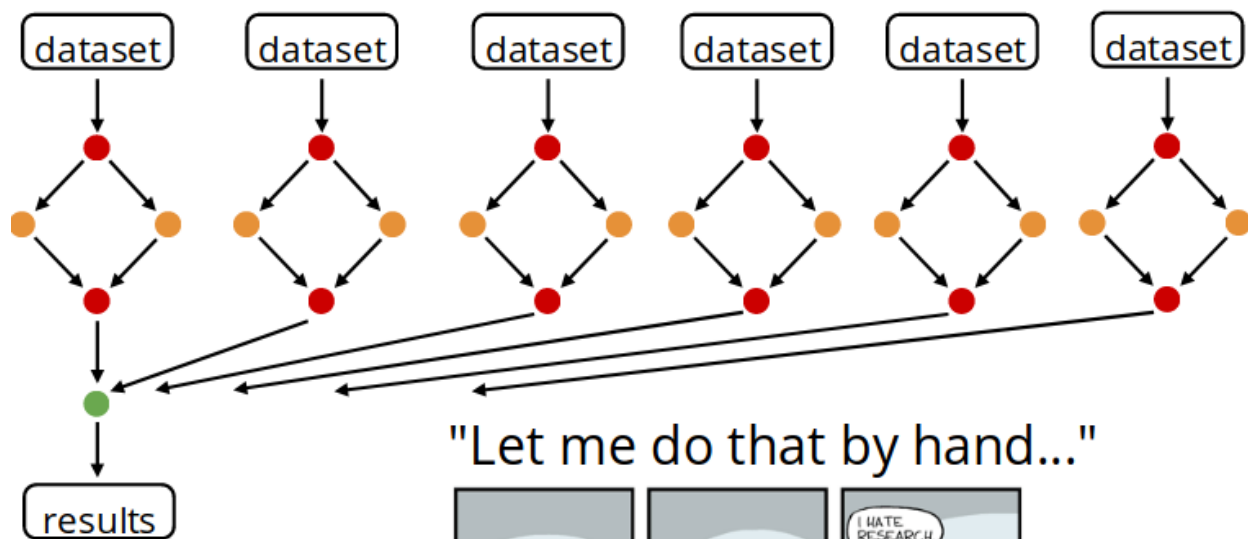 dataset dataset dataset dataset dataset dataset
"Let me do that by hand..."
results
I HATE
RESEARCH